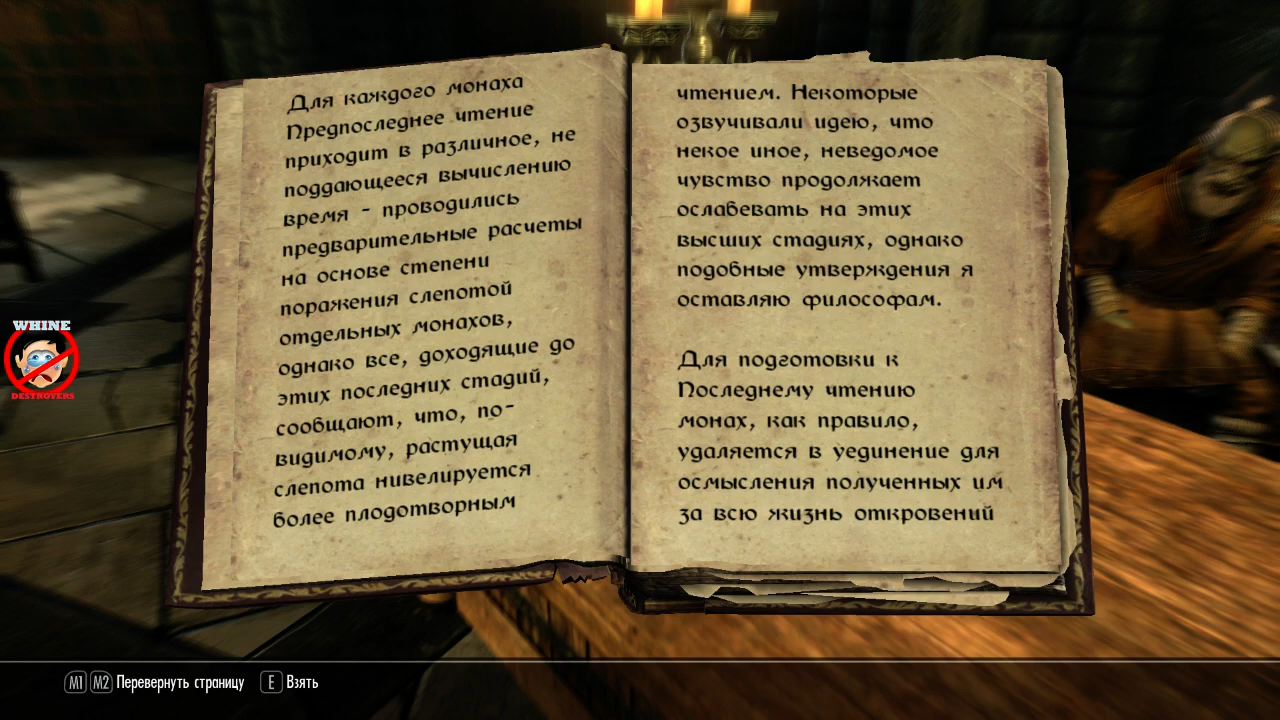 Для каждого монаха
Предпоследнее чтение
приходит в различное, не
поддающееся вычислению
время - проводились
предварительные расчеты
на основе степени
поражения слепотой
отдельных монахов,
однако все, доходящие до
этих последних стадий,
сообщают, что, по-
видимому, растущая
слепота нивелируется
более плодотворным
чтением. Некоторые
озвучивали идею, что
некое иное, неведомое
чувство продолжает
ослабевать на этих
высших стадиях, однако
подобные утверждения я
оставляю философам.
Для подготовки к
Последнему чтению
монах, как правило,
удаляется в уединение для
осмысления полученных им
за всю жизнь откровений
WHINE
DESTROYERS
M1 M2 Перевернуть страницу E Взять